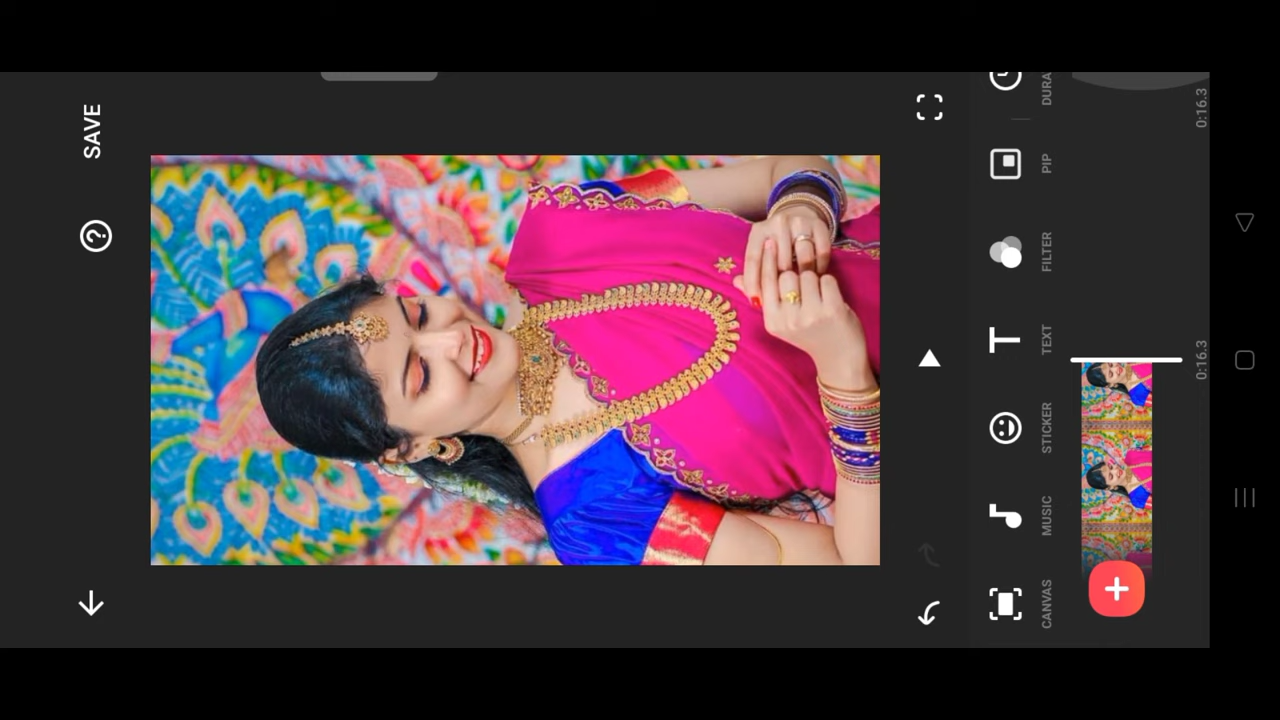 SAVE
CANVAS
MUSIC
STICKER
TEXT
FILTER
PIP
DURA
0:16.3
0:16.3